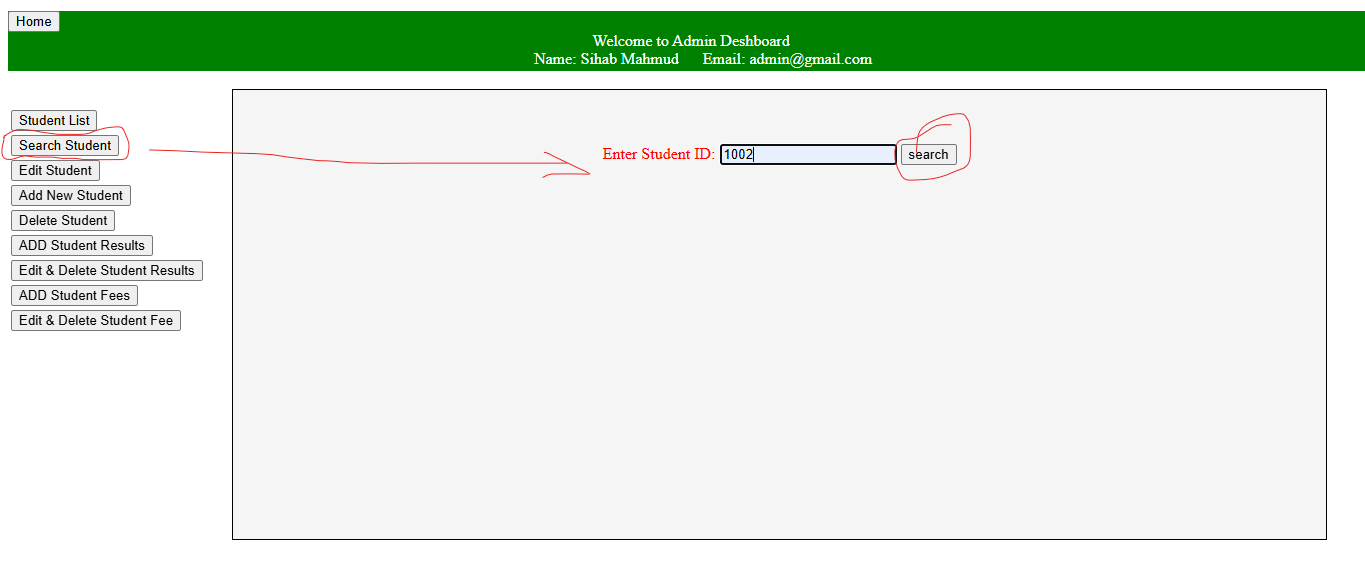 Home
Welcome to Admin Deshboard
Name: Sihab Mahmud Email: admin@gmail.com
Student List
Search Student
Edit Student
Add New Student
Delete Student
ADD Student Results
Edit & Delete Student Results
ADD Student Fees
Edit & Delete Student Fee
Enter Student ID: 1002 search